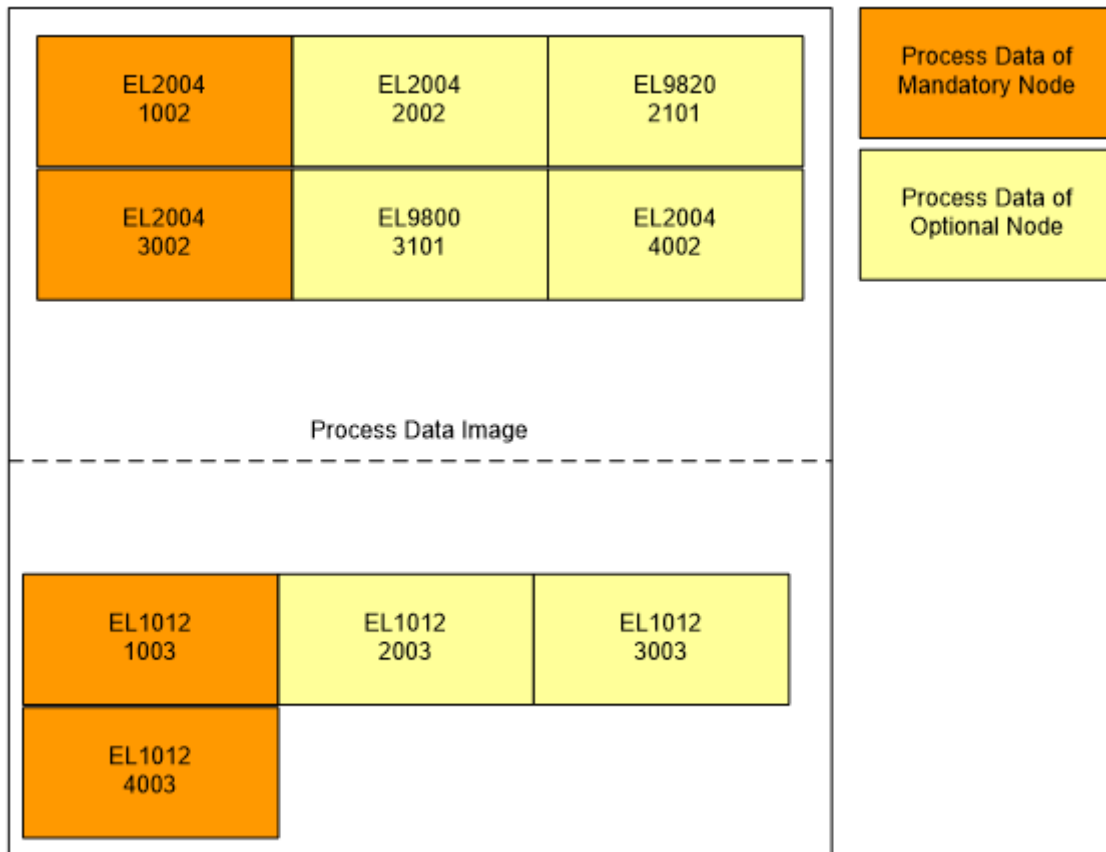 EL2004
1002
EL2004
2002
EL9820
2101
EL2004
3002
EL9800
3101
EL2004
4002
Process Data Image
EL1012
1003
EL1012
2003
EL1012
3003
EL1012
4003
Process Data of
Mandatory Node
Process Data of
Optional Node